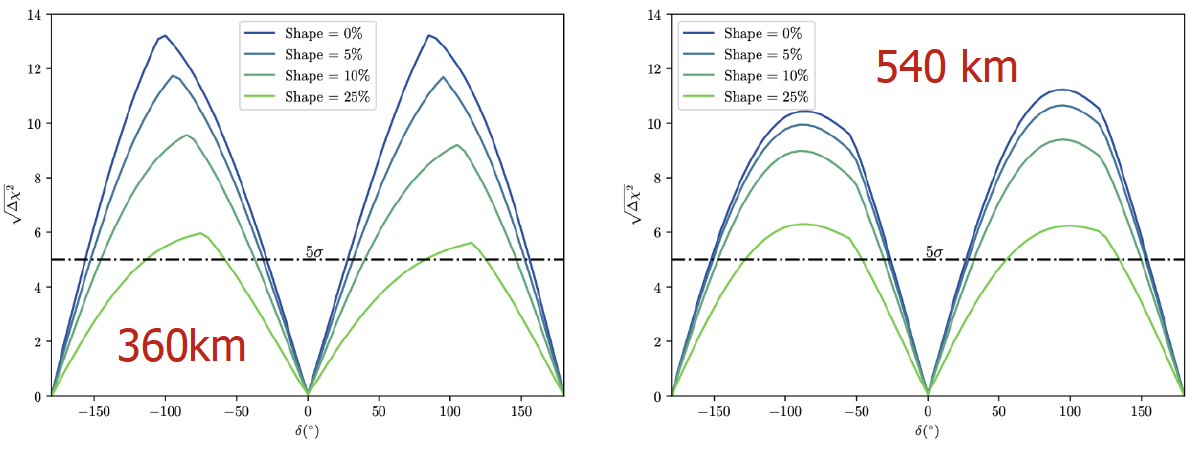 14
12
10
8
6
4
2
0
√Δχ²
Shape = 0%
Shape = 5%
Shape = 10%
Shape = 25%
5σ
360km
−150
−100
−50
0
50
100
150
δ(°)
14
12
10
8
6
4
2
0
√Δχ²
Shape = 0%
Shape = 5%
Shape = 10%
Shape = 25%
540 km
5σ
−150
−100
−50
0
50
100
150
δ(°)